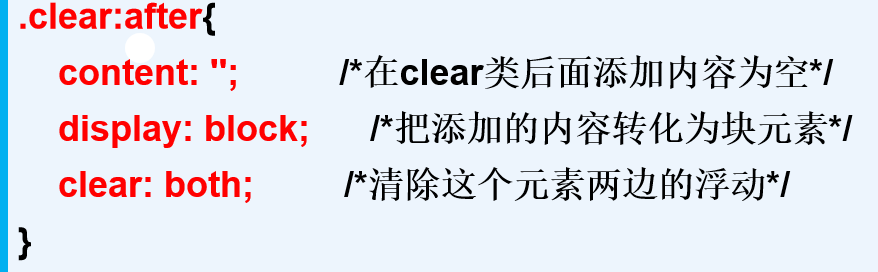 .clear:after{
content: '';  /*在clear类后面添加内容为空*/
display: block;  /*把添加的内容转化为块元素*/
clear: both;  /*清除这个元素两边的浮动*/
}